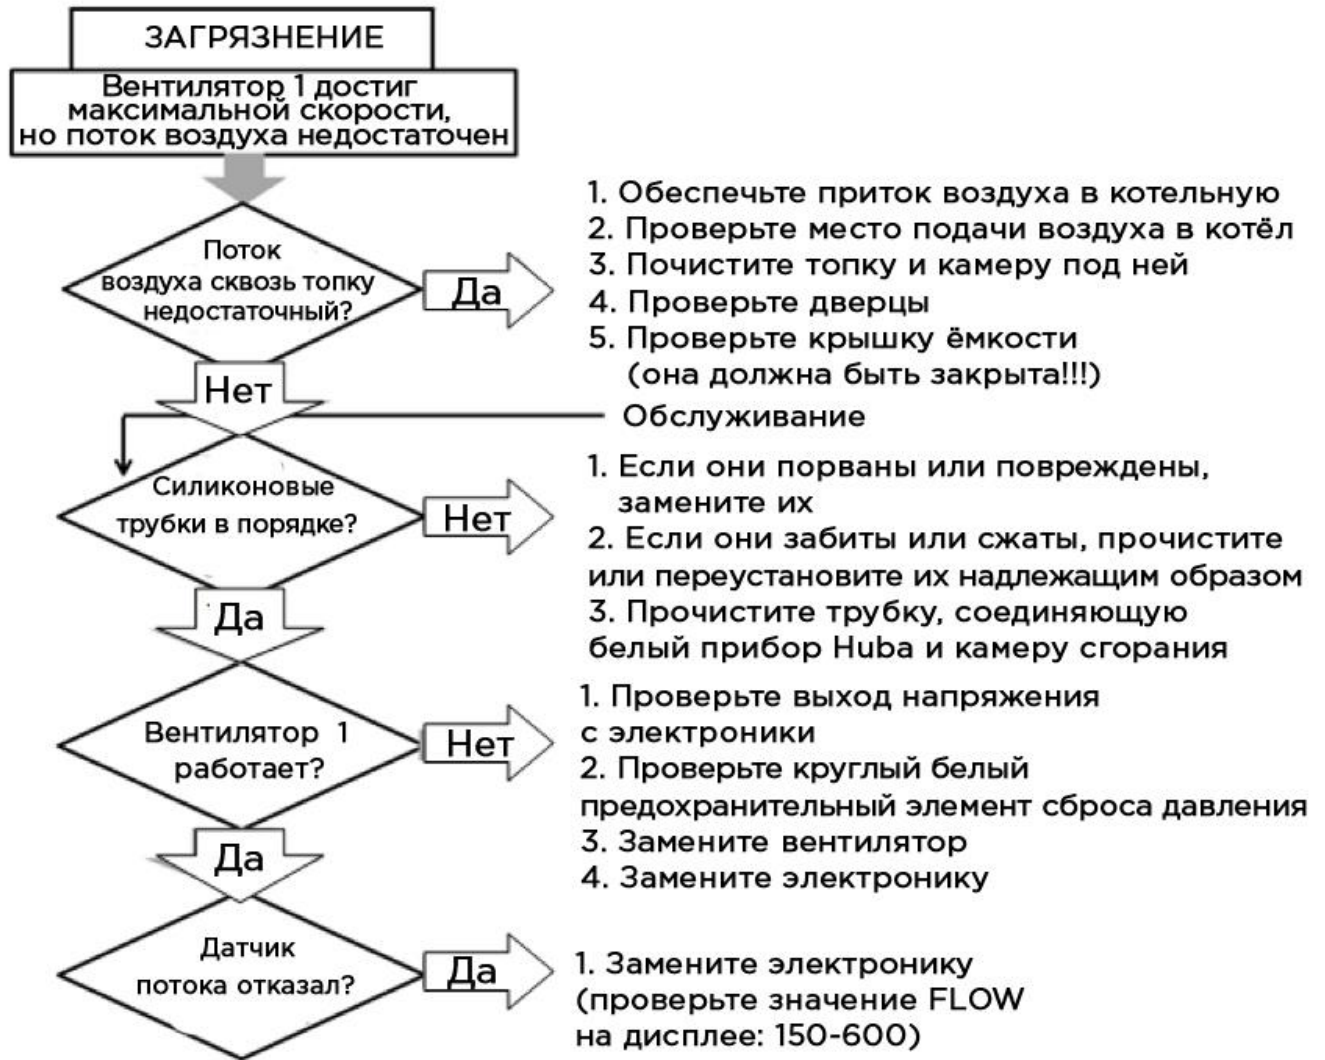 ЗАГРЯЗНЕНИЕ
Вентилятор 1 достиг
максимальной скорости,
но поток воздуха недостаточен
Поток
воздуха сквозь топку
недостаточный?
Да
1. Обеспечьте приток воздуха в котельную
2. Проверьте место подачи воздуха в котёл
3. Почистите топку и камеру под ней
4. Проверьте дверцы
5. Проверьте крышку ёмкости
(она должна быть закрыта!!!)
Нет
Обслуживание
Силиконовые
трубки в порядке?
Нет
1. Если они порваны или повреждены,
замените их
2. Если они забиты или сжаты, прочистите
или переустановите их надлежащим образом
3. Прочистите трубку, соединяющую
белый прибор Huba и камеру сгорания
Да
Вентилятор 1
работает?
Нет
1. Проверьте выход напряжения
с электроники
2. Проверьте круглый белый
предохранительный элемент сброса давления
3. Замените вентилятор
4. Замените электронику
Да
Датчик
потока отказал?
Да
1. Замените электронику
(проверьте значение FLOW
на дисплее: 150-600)